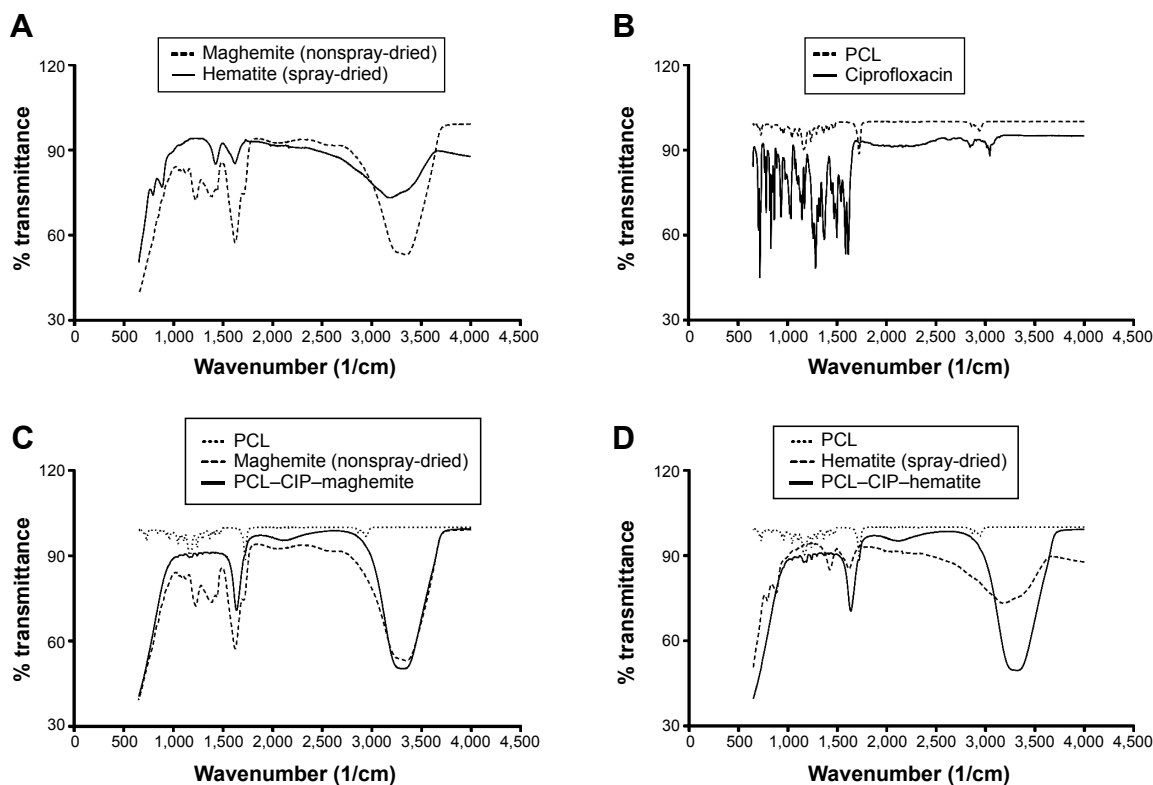 A
Maghemite (nonspray-dried)
Hematite (spray-dried)
120
90
60
30
% transmittance
0 500 1,000 1,500 2,000 2,500 3,000 3,500 4,000 4,500
Wavenumber (1/cm)
B
PCL
Ciprofloxacin
120
90
60
30
% transmittance
0 500 1,000 1,500 2,000 2,500 3,000 3,500 4,000 4,500
Wavenumber (1/cm)
C
PCL
Maghemite (nonspray-dried)
PCL–CIP–maghemite
120
90
60
30
% transmittance
0 500 1,000 1,500 2,000 2,500 3,000 3,500 4,000 4,500
Wavenumber (1/cm)
D
PCL
Hematite (spray-dried)
PCL–CIP–hematite
120
90
60
30
% transmittance
0 500 1,000 1,500 2,000 2,500 3,000 3,500 4,000 4,500
Wavenumber (1/cm)